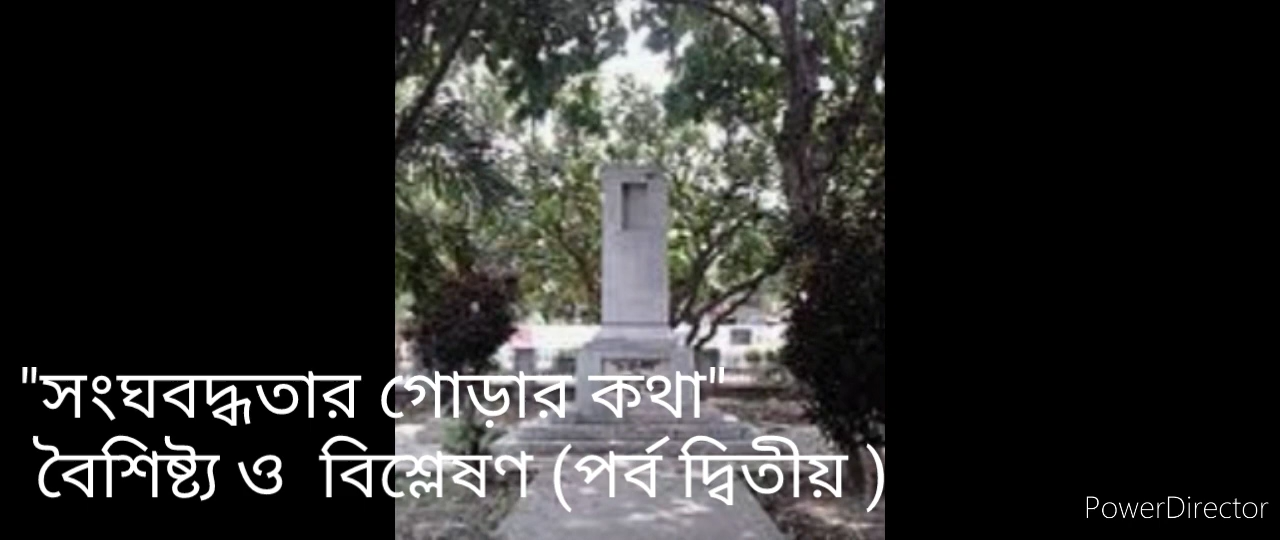 "সংঘবদ্ধতার গোড়ার কথা"
বৈশিষ্ট্য ও বিশ্লেষণ (পর্ব দ্বিতীয় )
PowerDirector